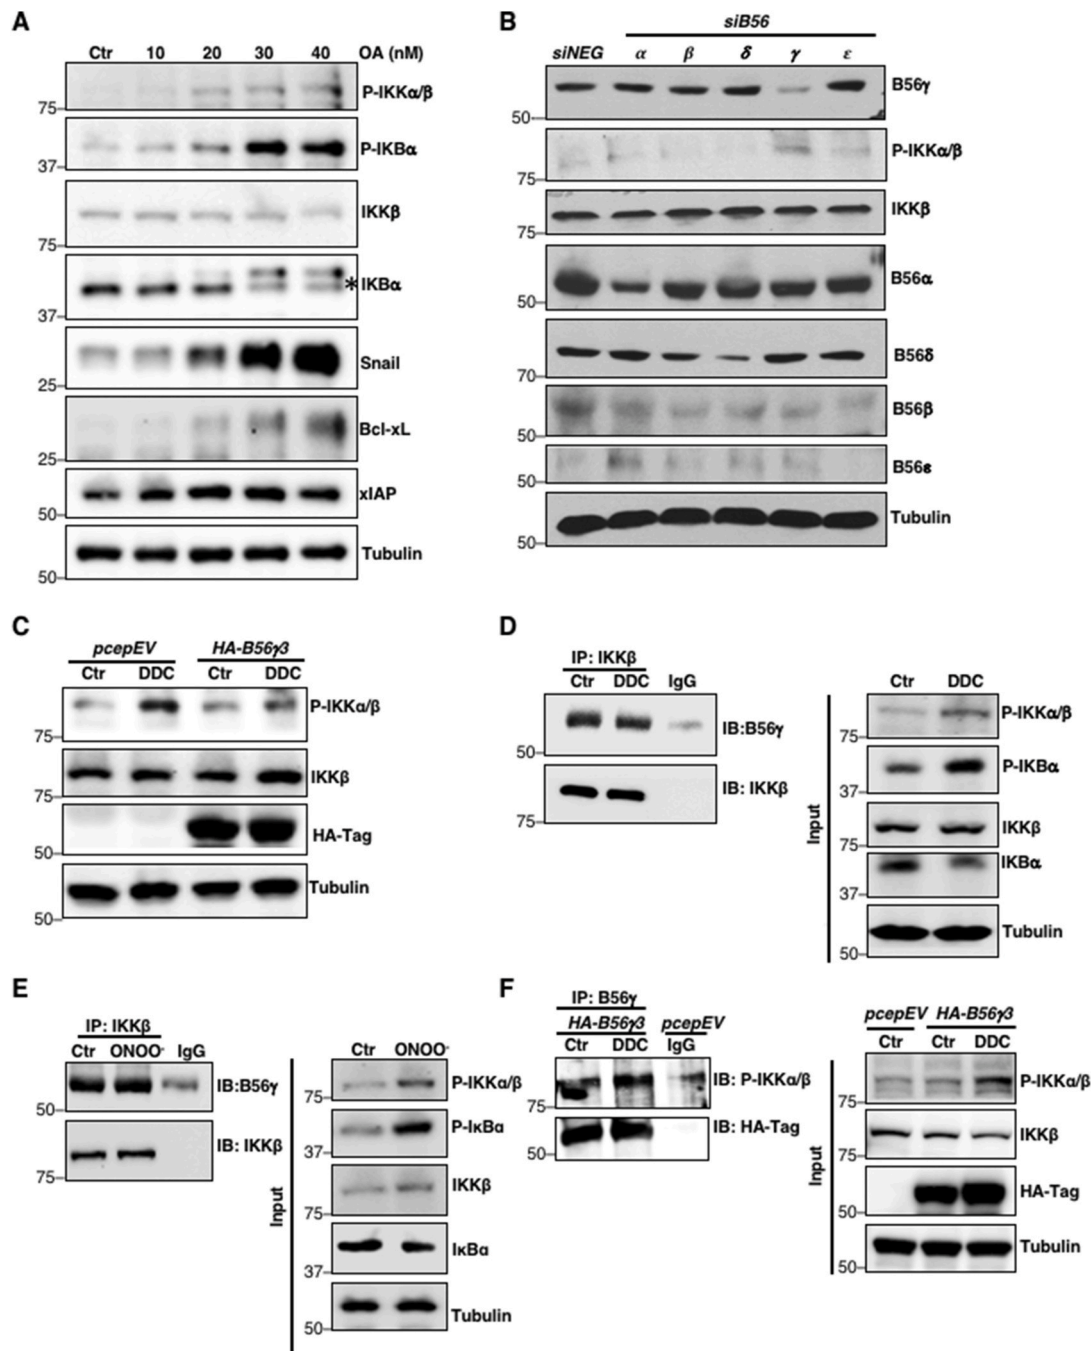 A
Ctr 10 20 30 40 OA (nM)
P-IKKα/β
75
P-IKBα
37
IKKβ
75
*IKBα
37
Snail
25
Bcl-xL
25
xIAP
50
Tubulin
50
B
siB56
siNEG α β δ γ ε
B56γ
50
P-IKKα/β
75
IKKβ
75
B56α
50
B56δ
70
B56β
50
B56ε
50
Tubulin
50
C
pcepEV HA-B56γ3
Ctr DDC Ctr DDC
P-IKKα/β
75
IKKβ
75
HA-Tag
50
Tubulin
50
D
IP: IKKβ
Ctr DDC IgG
IB:B56γ
50
IB: IKKβ
75
Input
Ctr DDC
P-IKKα/β
75
P-IKBα
37
IKKβ
75
IKBα
37
Tubulin
50
E
IP: IKKβ
Ctr ONOO- IgG
IB:B56γ
50
IB: IKKβ
75
Input
Ctr ONOO-
P-IKKα/β
75
P-IκBα
37
IKKβ
75
IκBα
37
Tubulin
50
F
IP: B56γ
HA-B56γ3 pcepEV
Ctr DDC IgG
IB: P-IKKα/β
75
IB: HA-Tag
50
Input
pcepEV HA-B56γ3
Ctr Ctr DDC
P-IKKα/β
75
IKKβ
75
HA-Tag
50
Tubulin
50